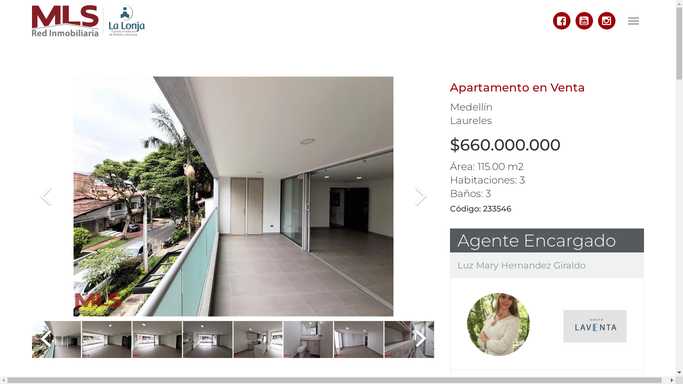 MLS
Red Inmobiliaria
La Lonja
Apartamento en Venta
Medellín
Laureles
$660.000.000
Área: 115.00 m2
Habitaciones: 3
Baños: 3
Código: 233546
Agente Encargado
Luz Mary Hernandez Giraldo
LAVENTA
MLS